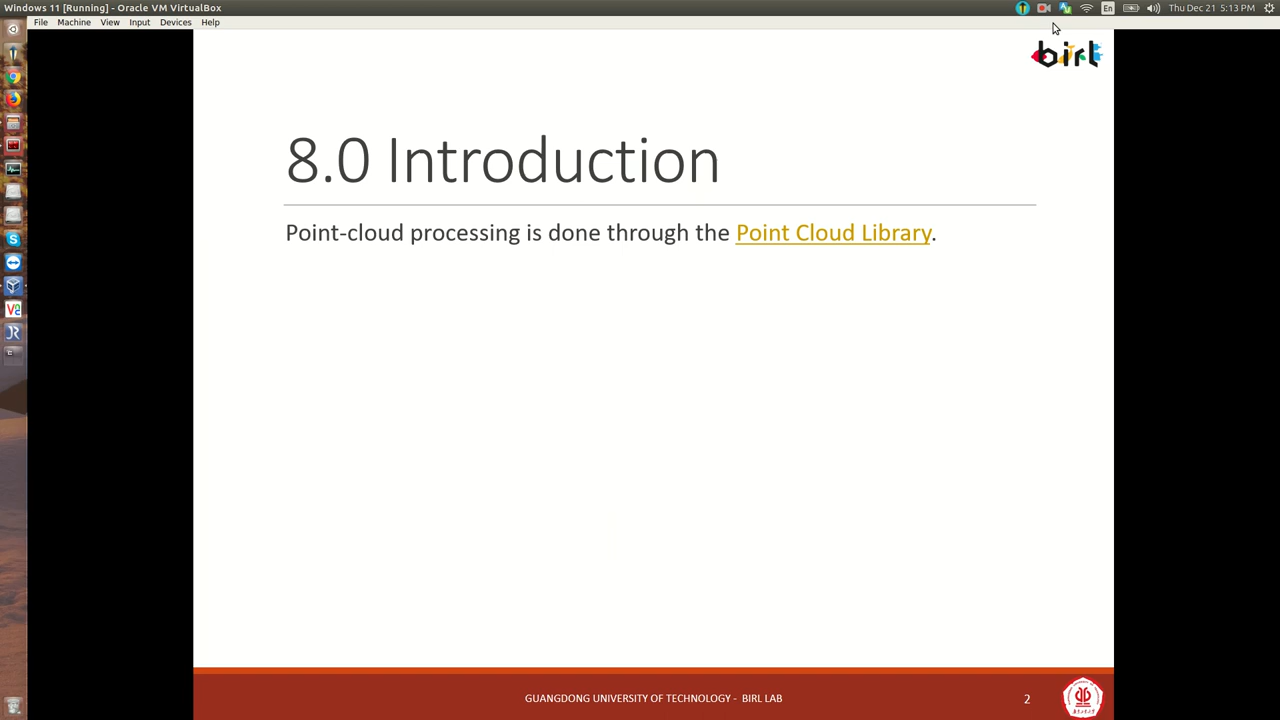 Windows 11 [Running] - Oracle VM VirtualBox
En
Thu Dec 21 5:13 PM
File Machine View Input Devices Help
birl
8.0 Introduction
Point-cloud processing is done through the Point Cloud Library.
GUANGDONG UNIVERSITY OF TECHNOLOGY - BIRL LAB
2